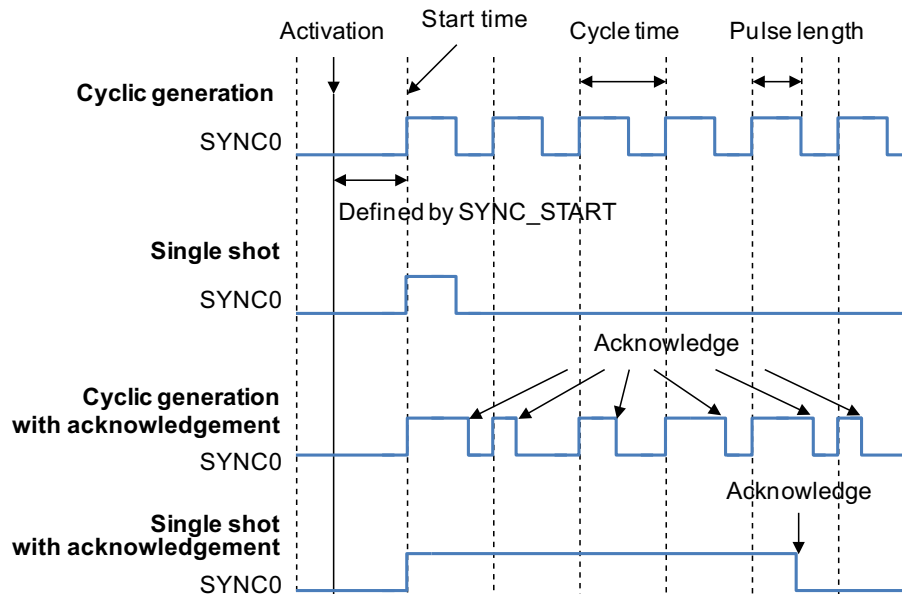 Activation
Start time
Cycle time
Pulse length
Cyclic generation
SYNC0
Defined by SYNC_START
Single shot
SYNC0
Acknowledge
Cyclic generation
with acknowledgement
SYNC0
Acknowledge
Single shot
with acknowledgement
SYNC0